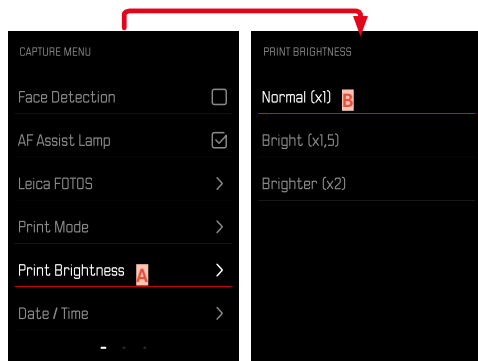 CAPTURE MENU
Face Detection
AF Assist Lamp
Leica FOTOS
Print Mode
Print Brightness A
Date / Time
PRINT BRIGHTNESS
Normal (x1) B
Bright (x1,5)
Brighter (x2)